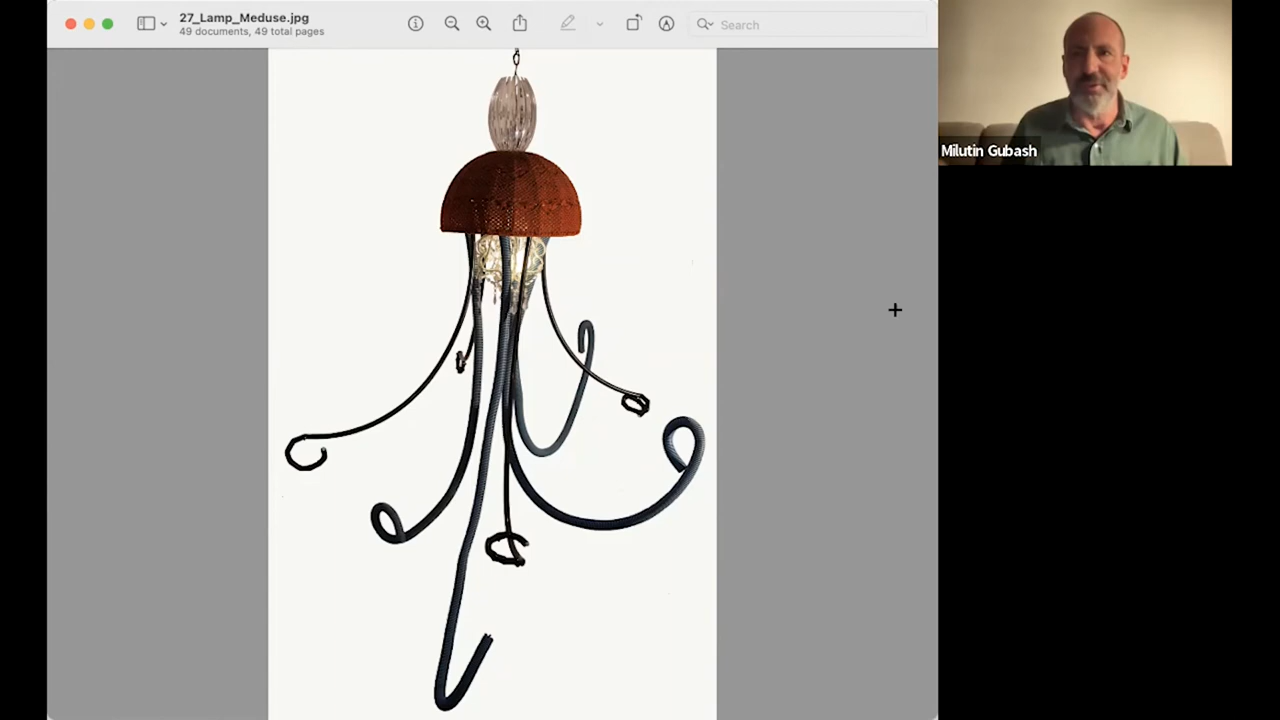 27_Lamp_Meduse.jpg
49 documents, 49 total pages
Search
Milutin Gubash